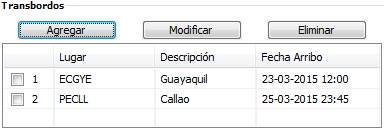 Transbordos
Agregar Modificar Eliminar
Lugar Descripción Fecha Arribo
1 ECGYE Guayaquil 23-03-2015 12:00
2 PECLL Callao 25-03-2015 23:45